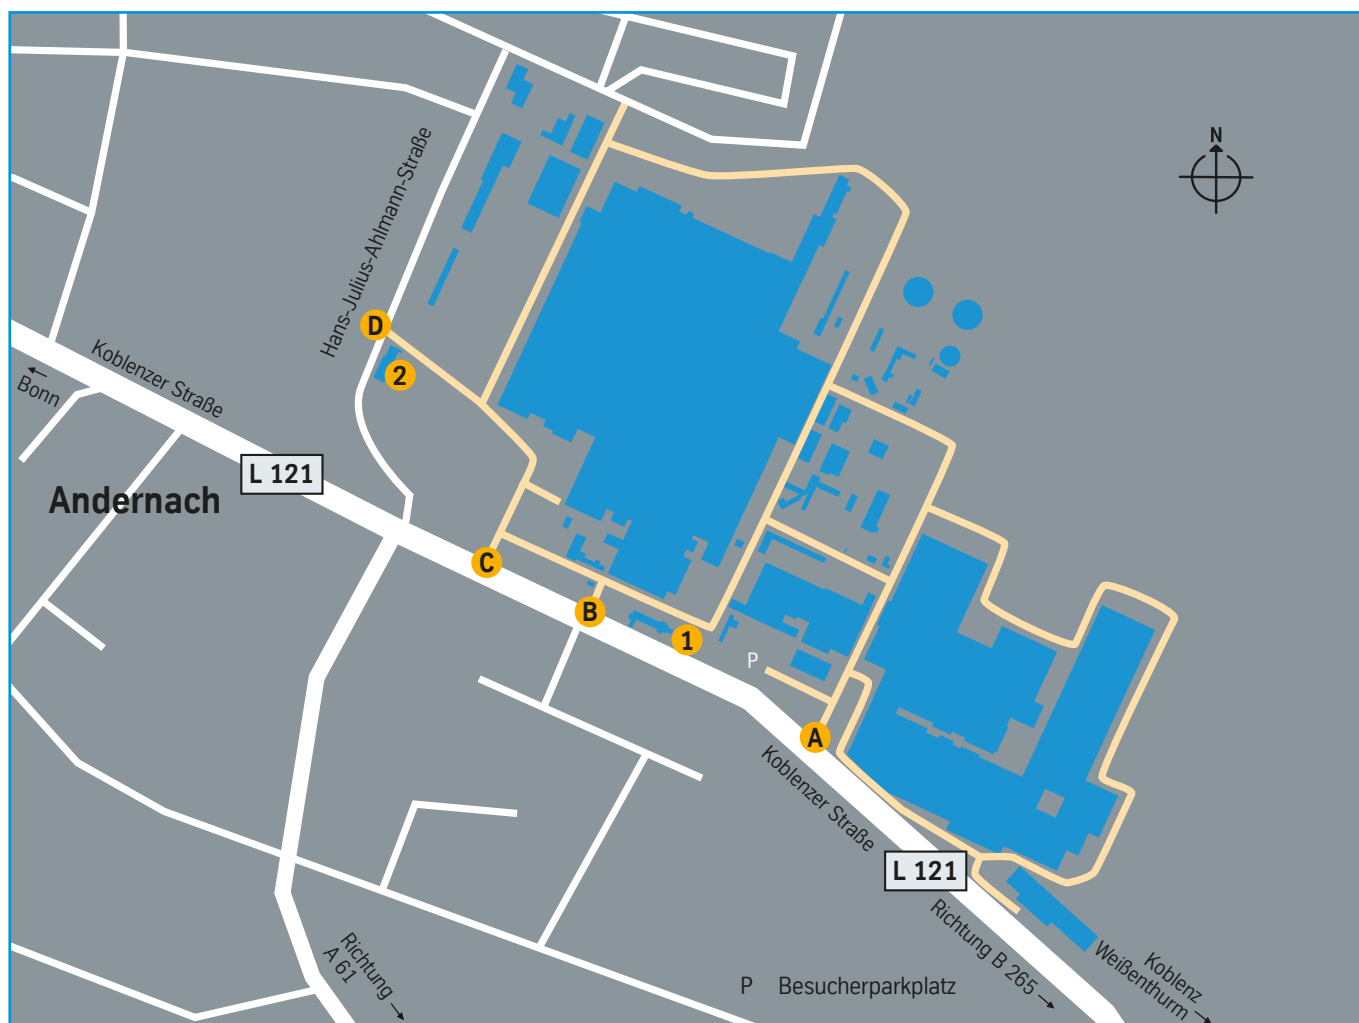 N
Hans-Julius-Ahlmann-Straße
D
2
Koblenzer Straße
Bonn
L 121
Andernach
C
B
1
P
A
Koblenzer Straße
L 121
Richtung B 265
Koblenz
Weißenthurm
Richtung
A 61
P Besucherparkplatz